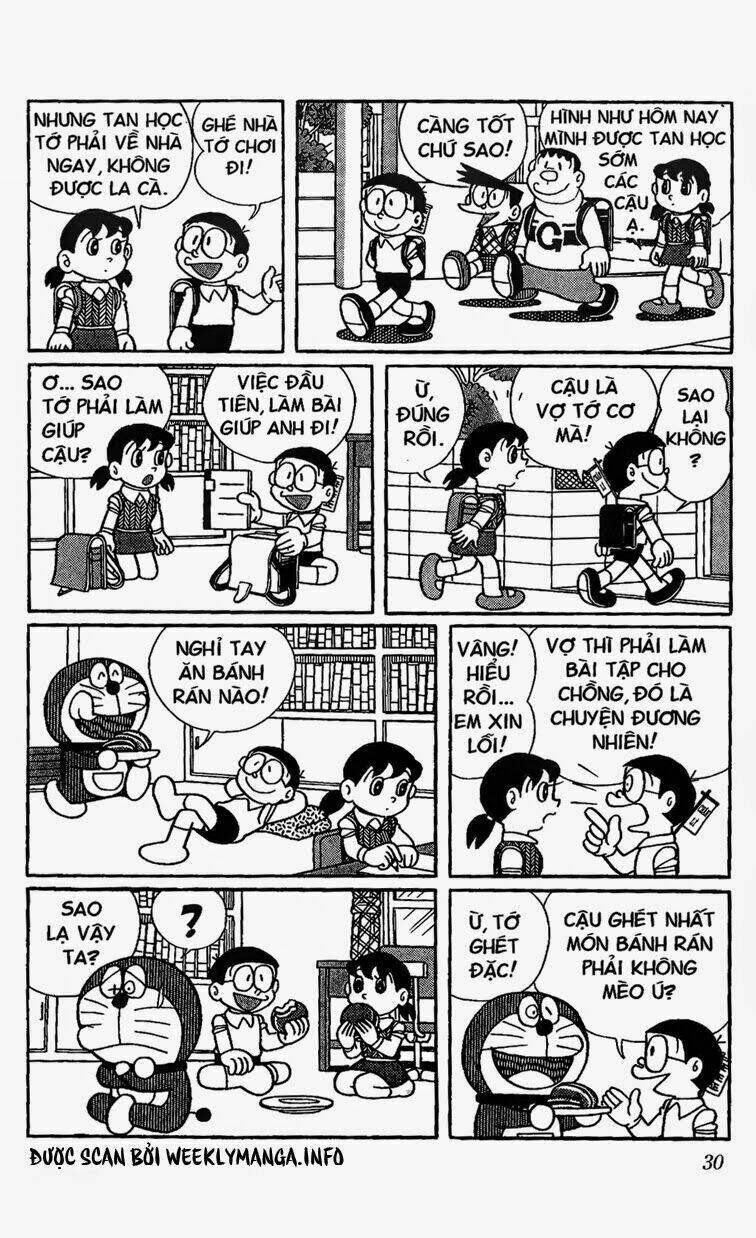 HÌNH NHƯ HÔM NAY
MÌNH ĐƯỢC TAN HỌC
SỚM
CÁC
CẬU
Ạ.
CÀNG TỐT
CHỨ SAO!
G
GHÉ NHÀ
TỚ CHƠI
ĐI!
NHƯNG TAN HỌC
TỚ PHẢI VỀ NHÀ
NGAY, KHÔNG
ĐƯỢC LA CÀ.
SAO
LẠI
KHÔNG
?
CẬU LÀ
VỢ TỚ CƠ
MÀ!
Ừ,
ĐÚNG
RỒI.
VIỆC ĐẦU
TIÊN, LÀM BÀI
GIÚP ANH ĐI!
Ơ... SAO
TỚ PHẢI LÀM
GIÚP
CẬU?
VỢ THÌ PHẢI LÀM
BÀI TẬP CHO
CHỒNG, ĐÓ LÀ
CHUYỆN ĐƯƠNG
NHIÊN!
VÂNG!
HIỂU
RỒI...
EM XIN
LỖI!
NGHỈ TAY
ĂN BÁNH
RÁN NÀO!
CẬU GHÉT NHẤT
MÓN BÁNH RÁN
PHẢI KHÔNG
MÈO Ú?
Ừ, TỚ
GHÉT
ĐẶC!
?
SAO
LẠ VẬY
TA?
ĐƯỢC SCAN BỞI WEEKLYMANGA.INFO
30